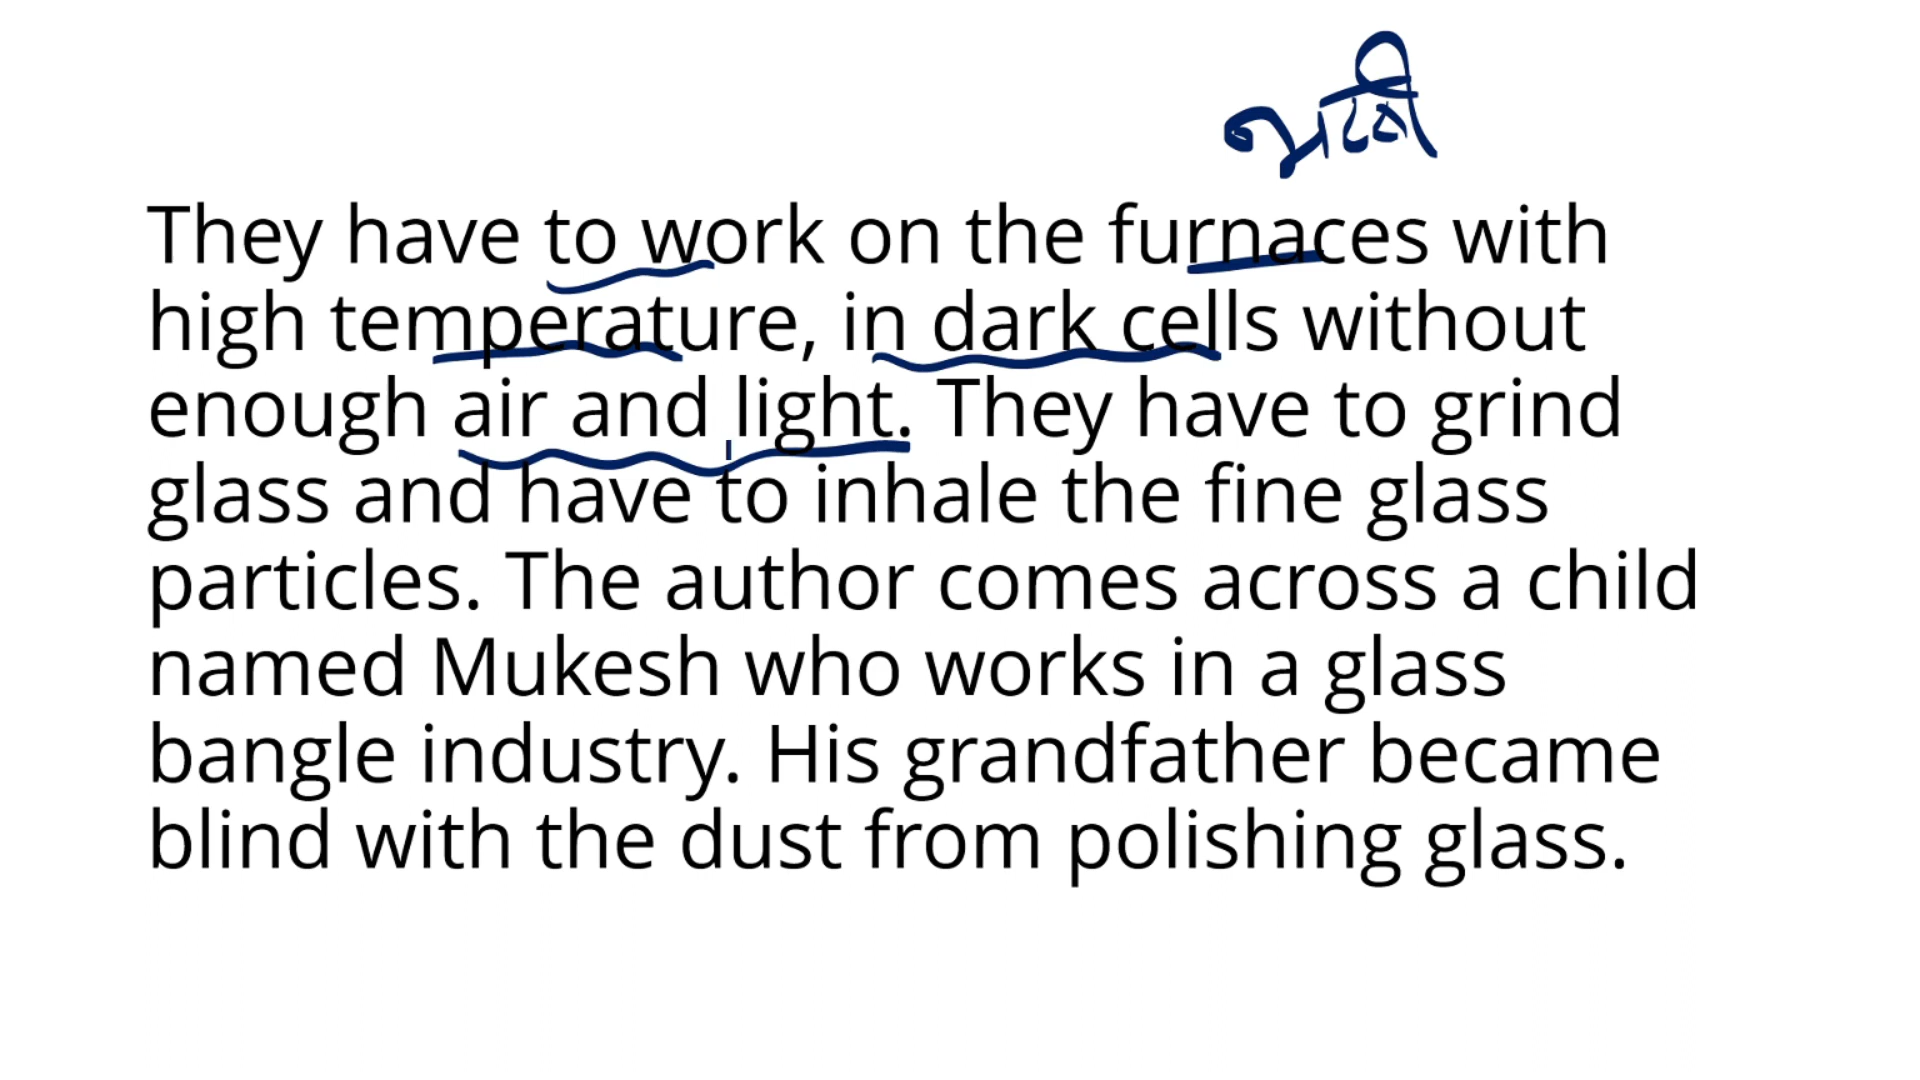 भट्ठी
They have to work on the furnaces with
high temperature, in dark cells without
enough air and light. They have to grind
glass and have to inhale the fine glass
particles. The author comes across a child
named Mukesh who works in a glass
bangle industry. His grandfather became
blind with the dust from polishing glass.